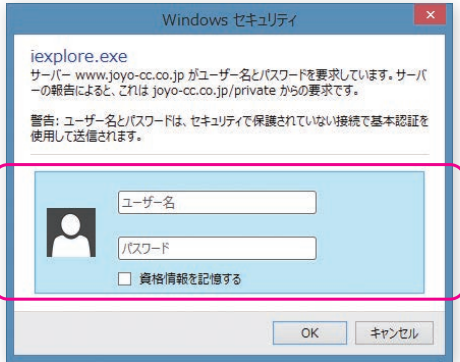 Windows セキュリティ
iexplore.exe
サーバー www.joyo-cc.co.jp がユーザー名とパスワードを要求しています。サーバ
ーの報告によると、これは joyo-cc.co.jp/private からの要求です。
警告: ユーザー名とパスワードは、セキュリティで保護されていない接続で基本認証を
使用して送信されます。
ユーザー名
パスワード
資格情報を記憶する
OK キャンセル